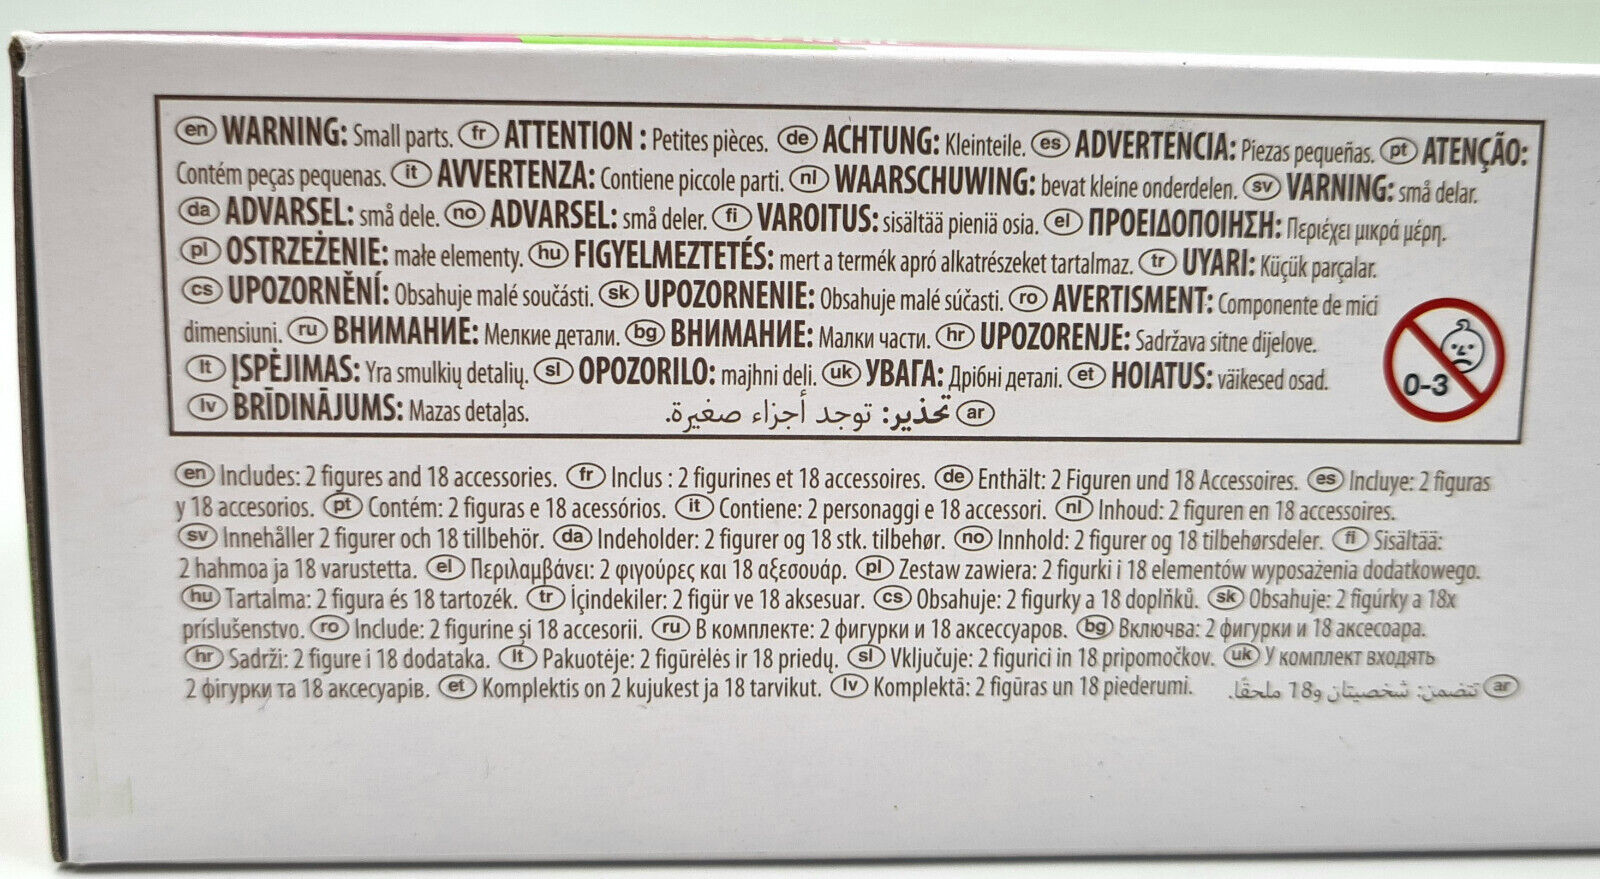 en WARNING: Small parts. fr ATTENTION : Petites pièces. de ACHTUNG: Kleinteile. es ADVERTENCIA: Piezas pequeñas. pt ATENÇÃO:
Contém peças pequenas. it AVVERTENZA: Contiene piccole parti. nl WAARSCHUWING: bevat kleine onderdelen. sv VARNING: små delar.
da ADVARSEL: små dele. no ADVARSEL: små deler. fi VAROITUS: sisältää pieniä osia. el ΠΡΟΕΙΔΟΠΟΙΗΣΗ: Περιέχει μικρά μέρη.
pl OSTRZEŻENIE: małe elementy. hu FIGYELMEZTETÉS: mert a termék apró alkatrészeket tartalmaz. tr UYARI: Küçük parçalar.
cs UPOZORNĚNÍ: Obsahuje malé součásti. sk UPOZORNENIE: Obsahuje malé súčasti. ro AVERTISMENT: Componente de mici
dimensiuni. ru ВНИМАНИЕ: Мелкие детали. bg ВНИМАНИЕ: Малки части. hr UPOZORENJE: Sadržava sitne dijelove.
lt ĮSPĖJIMAS: Yra smulkių detalių. sl OPOZORILO: majhni deli. uk УВАГА: Дрібні деталі. et HOIATUS: väikesed osad.
0-3
lv BRĪDINĀJUMS: Mazas detaļas. ar تحذير: توجد أجزاء صغيرة.
en Includes: 2 figures and 18 accessories. fr Inclus : 2 figurines et 18 accessoires. de Enthält: 2 Figuren und 18 Accessoires. es Incluye: 2 figuras
y 18 accesorios. pt Contém: 2 figuras e 18 acessórios. it Contiene: 2 personaggi e 18 accessori. nl Inhoud: 2 figuren en 18 accessoires.
sv Innehåller 2 figurer och 18 tillbehör. da Indeholder: 2 figurer og 18 stk. tilbehør. no Innhold: 2 figurer og 18 tilbehørsdeler. fi Sisältää:
2 hahmoa ja 18 varustetta. el Περιλαμβάνει: 2 φιγούρες και 18 αξεσουάρ. pl Zestaw zawiera: 2 figurki i 18 elementów wyposażenia dodatkowego.
hu Tartalma: 2 figura és 18 tartozék. tr İçindekiler: 2 figür ve 18 aksesuar. cs Obsahuje: 2 figurky a 18 doplňků. sk Obsahuje: 2 figúrky a 18x
príslušenstvo. ro Include: 2 figurine și 18 accesorii. ru В комплекте: 2 фигурки и 18 аксессуаров. bg Включва: 2 фигурки и 18 аксесоара.
hr Sadrži: 2 figure i 18 dodataka. lt Pakuotėje: 2 figūrėlės ir 18 priedų. sl Vključuje: 2 figurici in 18 pripomočkov. uk У комплект входять
2 фігурки та 18 аксесуарів. et Komplektis on 2 kujukest ja 18 tarvikut. lv Komplektā: 2 figūras un 18 piederumi. ar تتضمن: شخصيتان و18 ملحقًا.